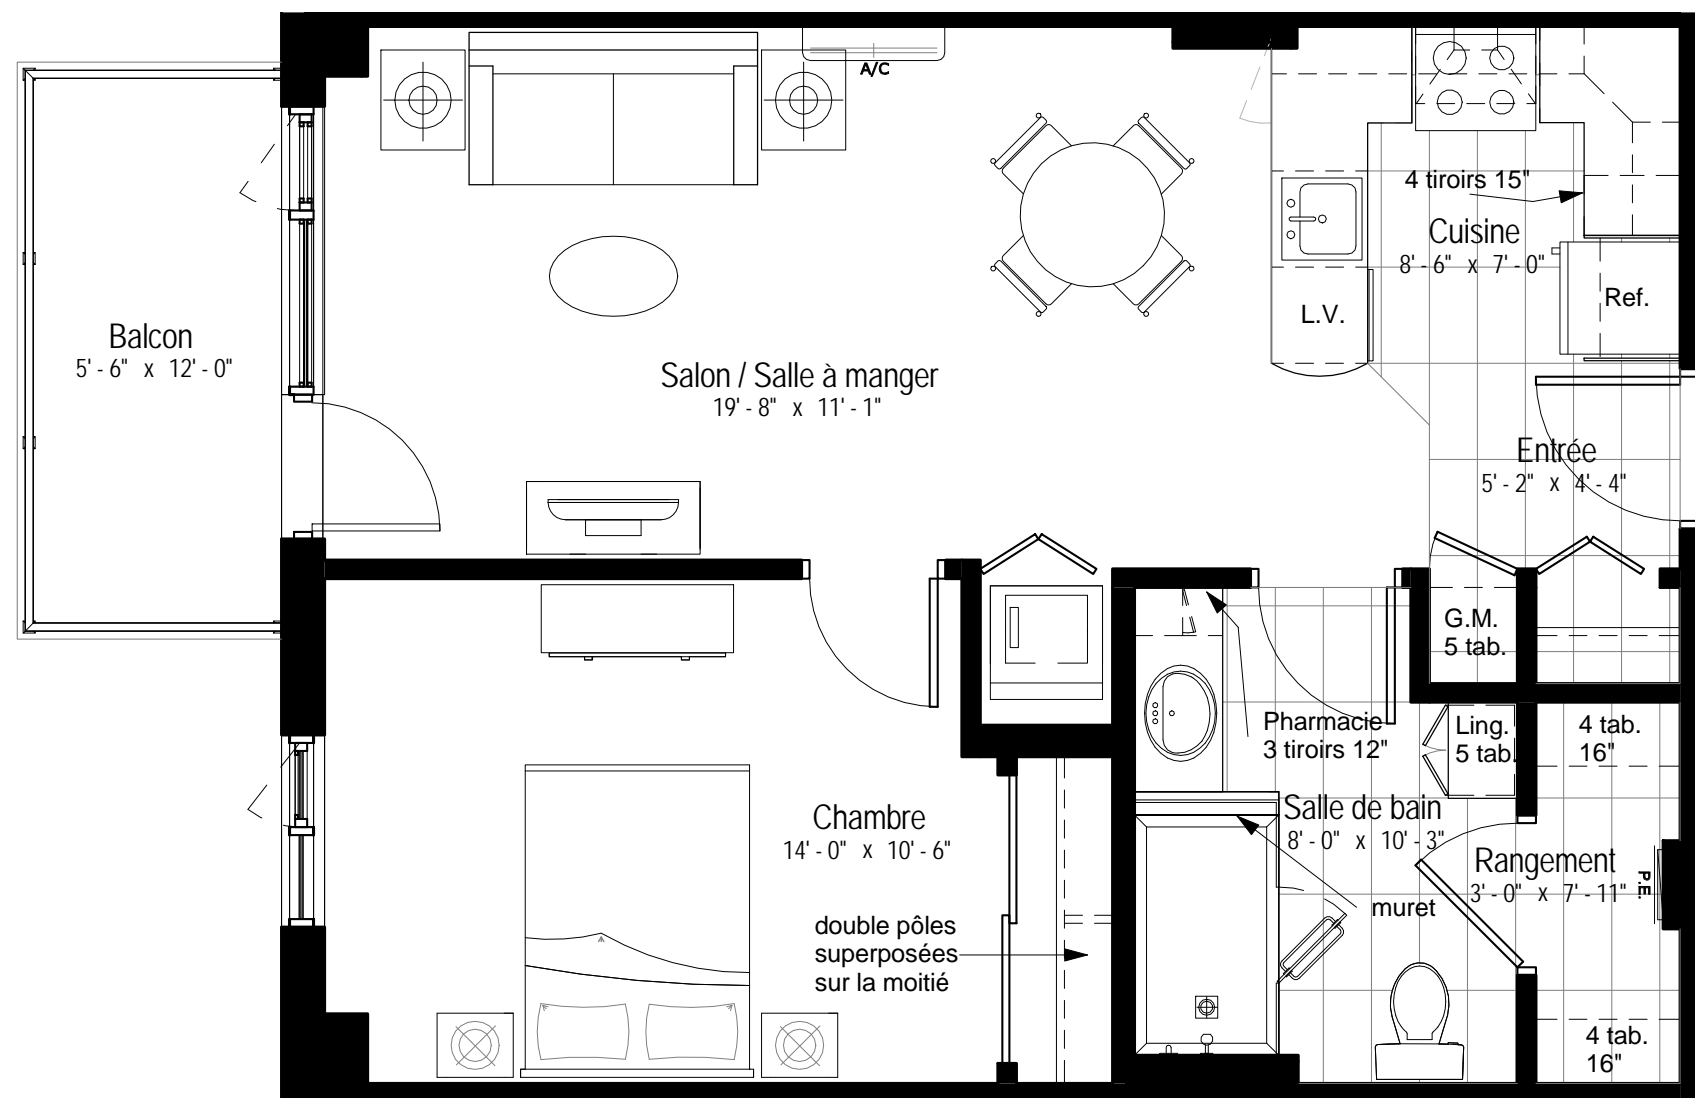 A/C
4 tiroirs 15"
Cuisine
8' - 6" x 7' - 0"
Ref.
L.V.
Balcon
5' - 6" x 12' - 0"
Salon / Salle à manger
19' - 8" x 11' - 1"
Entrée
5' - 2" x 4' - 4"
G.M.
5 tab.
Pharmacie
3 tiroirs 12"
Ling.
5 tab.
4 tab.
16"
Chambre
14' - 0" x 10' - 6"
Salle de bain
8' - 0" x 10' - 3"
Rangement
3' - 0" x 7' - 11"
P.E.
muret
double pôles
superposées
sur la moitié
4 tab.
16"